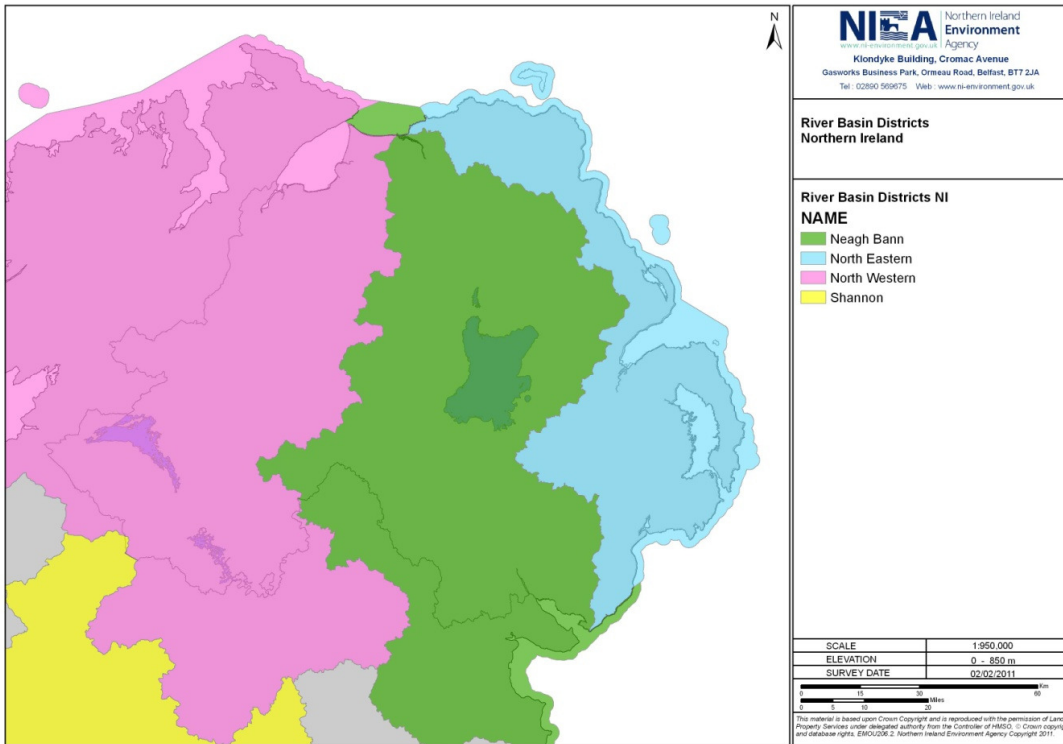 N
NIEA
Northern Ireland
Environment
Agency
www.ni-environment.gov.uk
Klondyke Building, Cromac Avenue
Gasworks Business Park, Ormeau Road, Belfast, BT7 2JA
Tel : 02890 569675 Web : www.ni-environment.gov.uk
River Basin Districts
Northern Ireland
River Basin Districts NI
NAME
Neagh Bann
North Eastern
North Western
Shannon
SCALE 1:950,000
ELEVATION 0 - 850 m
SURVEY DATE 02/02/2011
Km
0 15 30 60
Miles
0 5 10 20
This material is based upon Crown Copyright and is reproduced with the permission of Land
Property Services under delegated authority from the Controller of HMSO, © Crown copyrig
and database rights, EMOU206.2. Northern Ireland Environment Agency Copyright 2011.